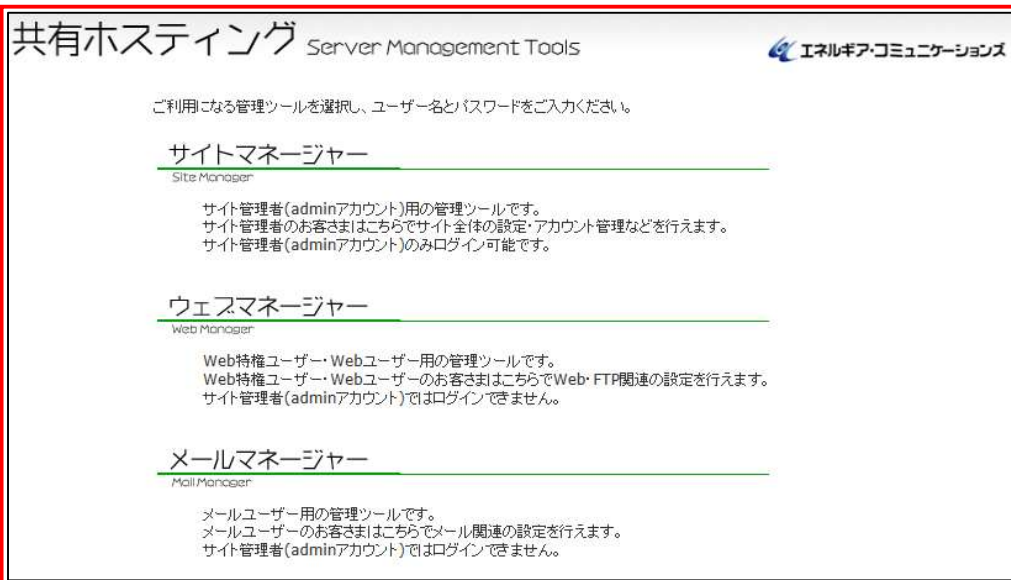 共有ホスティング Server Management Tools
エネルギア・コミュニケーションズ
ご利用になる管理ツールを選択し、ユーザー名とパスワードをご入力ください。
サイトマネージャー
Site Manager
サイト管理者(adminアカウント)用の管理ツールです。
サイト管理者のお客さまはこちらでサイト全体の設定・アカウント管理などを行えます。
サイト管理者(adminアカウント)のみログイン可能です。
ウェブマネージャー
Web Manager
Web特権ユーザー・Webユーザー用の管理ツールです。
Web特権ユーザー・Webユーザーのお客さまはこちらでWeb・FTP関連の設定を行えます。
サイト管理者(adminアカウント)ではログインできません。
メールマネージャー
Mail Manager
メールユーザー用の管理ツールです。
メールユーザーのお客さまはこちらでメール関連の設定を行えます。
サイト管理者(adminアカウント)ではログインできません。